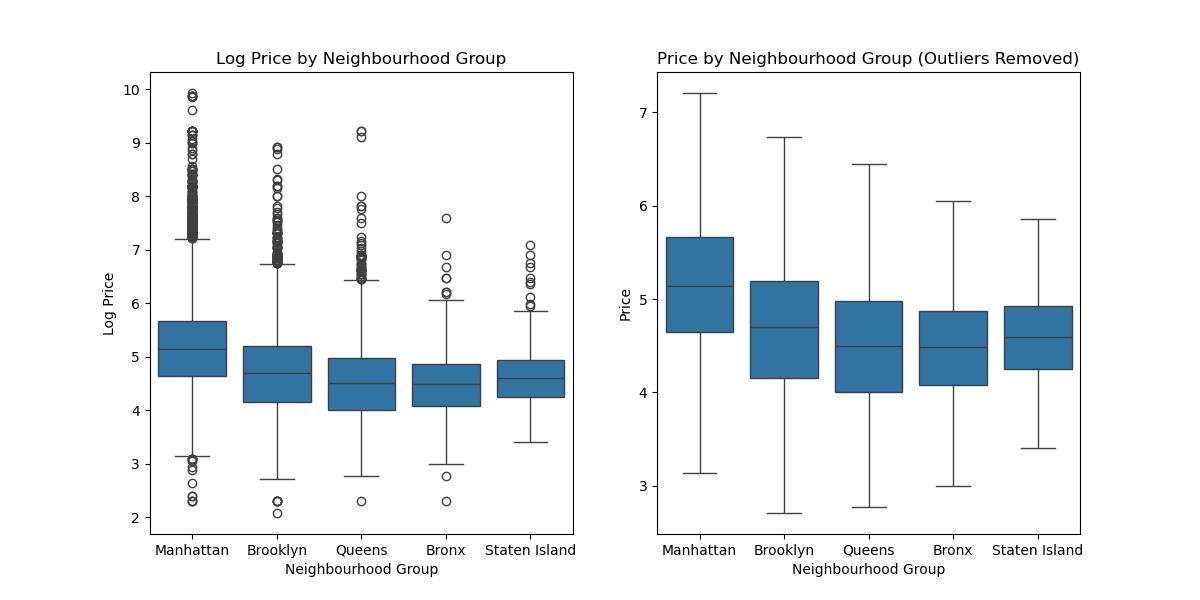 Log Price by Neighbourhood Group
Log Price
10
9
8
7
6
5
4
3
2
Manhattan Brooklyn Queens Bronx Staten Island
Neighbourhood Group
Price by Neighbourhood Group (Outliers Removed)
Price
7
6
5
4
3
Manhattan Brooklyn Queens Bronx Staten Island
Neighbourhood Group